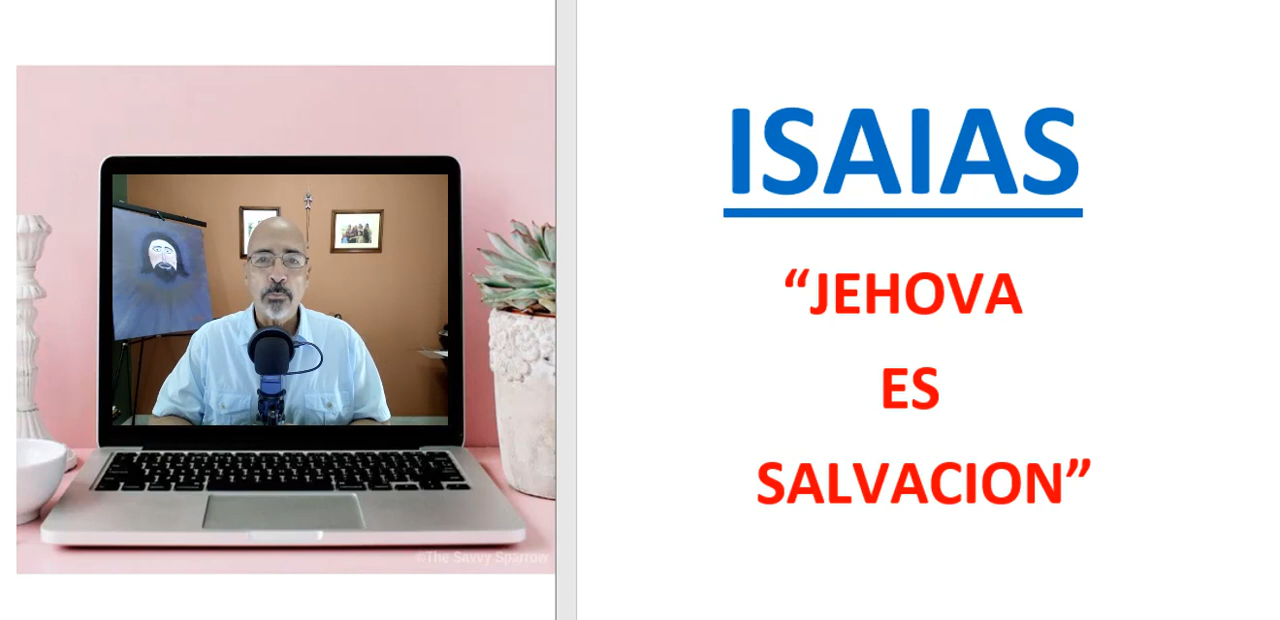 ISAIAS
“JEHOVA
ES
SALVACION”
©The Savvy Sparrow